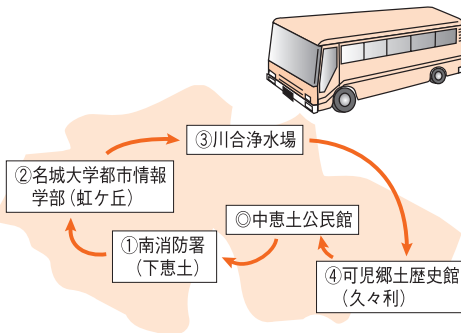 ③川合浄水場
②名城大学都市情報
学部(虹ケ丘)
◎中恵土公民館
①南消防署
(下恵土)
④可児郷土歴史館
(久々利)